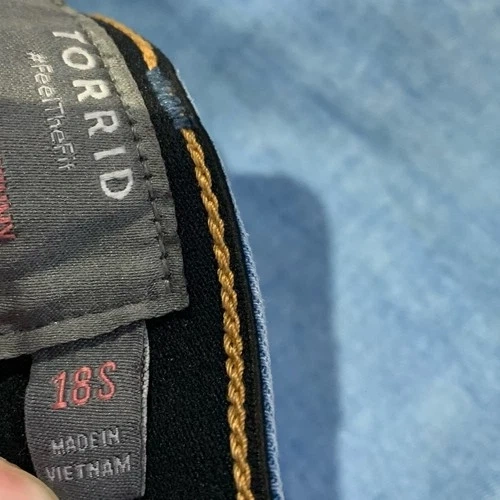 TORRID
#FeelTheFit
18S
MADE IN
VIETNAM